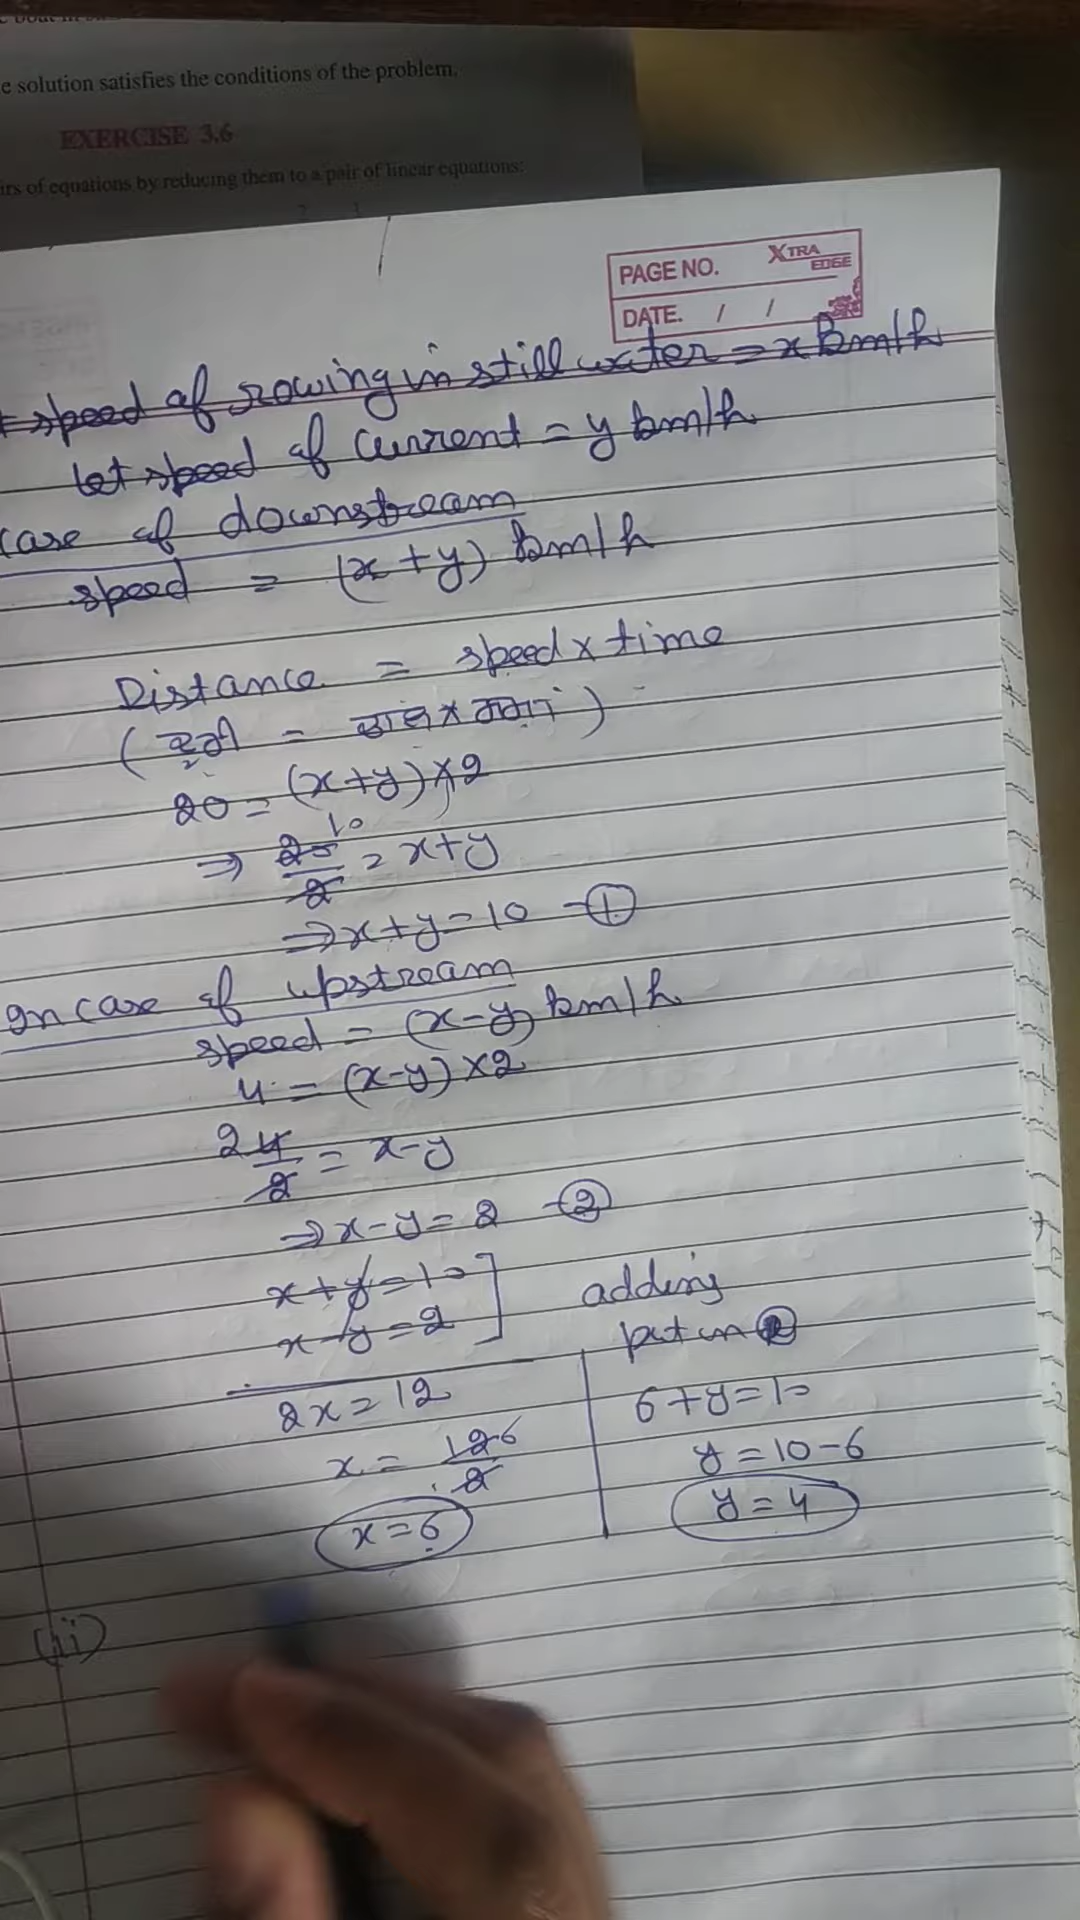 e solution satisfies the conditions of the problem.
EXERCISE 3.6
irs of equations by reducing them to a pair of linear equations:
PAGE NO.
XTRA EDGE
DATE. / /
speed of rowing in still water = x km/h
let speed of current = y km/h
case of downstream
speed = (x+y) km/h
Distance = speed x time
(दूरी = चाल x समय)
20 = (x+y)×2
⇒ 20/2 10 = x+y
⇒ x+y=10 -①
In case of upstream
speed = (x-y) km/h
4 = (x-y)×2
2 4/2 = x-y
⇒ x-y=2 -②
x+y=10
x-y=2
adding
2x=12
x = 12/2 6
x=6
put in
6+y=10
y=10-6
y=4
(ii)